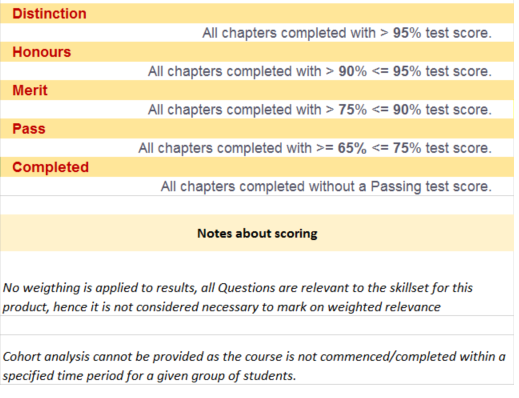 Distinction
All chapters completed with > 95% test score.
Honours
All chapters completed with > 90% <= 95% test score.
Merit
All chapters completed with > 75% <= 90% test score.
Pass
All chapters completed with >= 65% <= 75% test score.
Completed
All chapters completed without a Passing test score.
Notes about scoring
No weigthing is applied to results, all Questions are relevant to the skillset for this
product, hence it is not considered necessary to mark on weighted relevance
Cohort analysis cannot be provided as the course is not commenced/completed within a
specified time period for a given group of students.